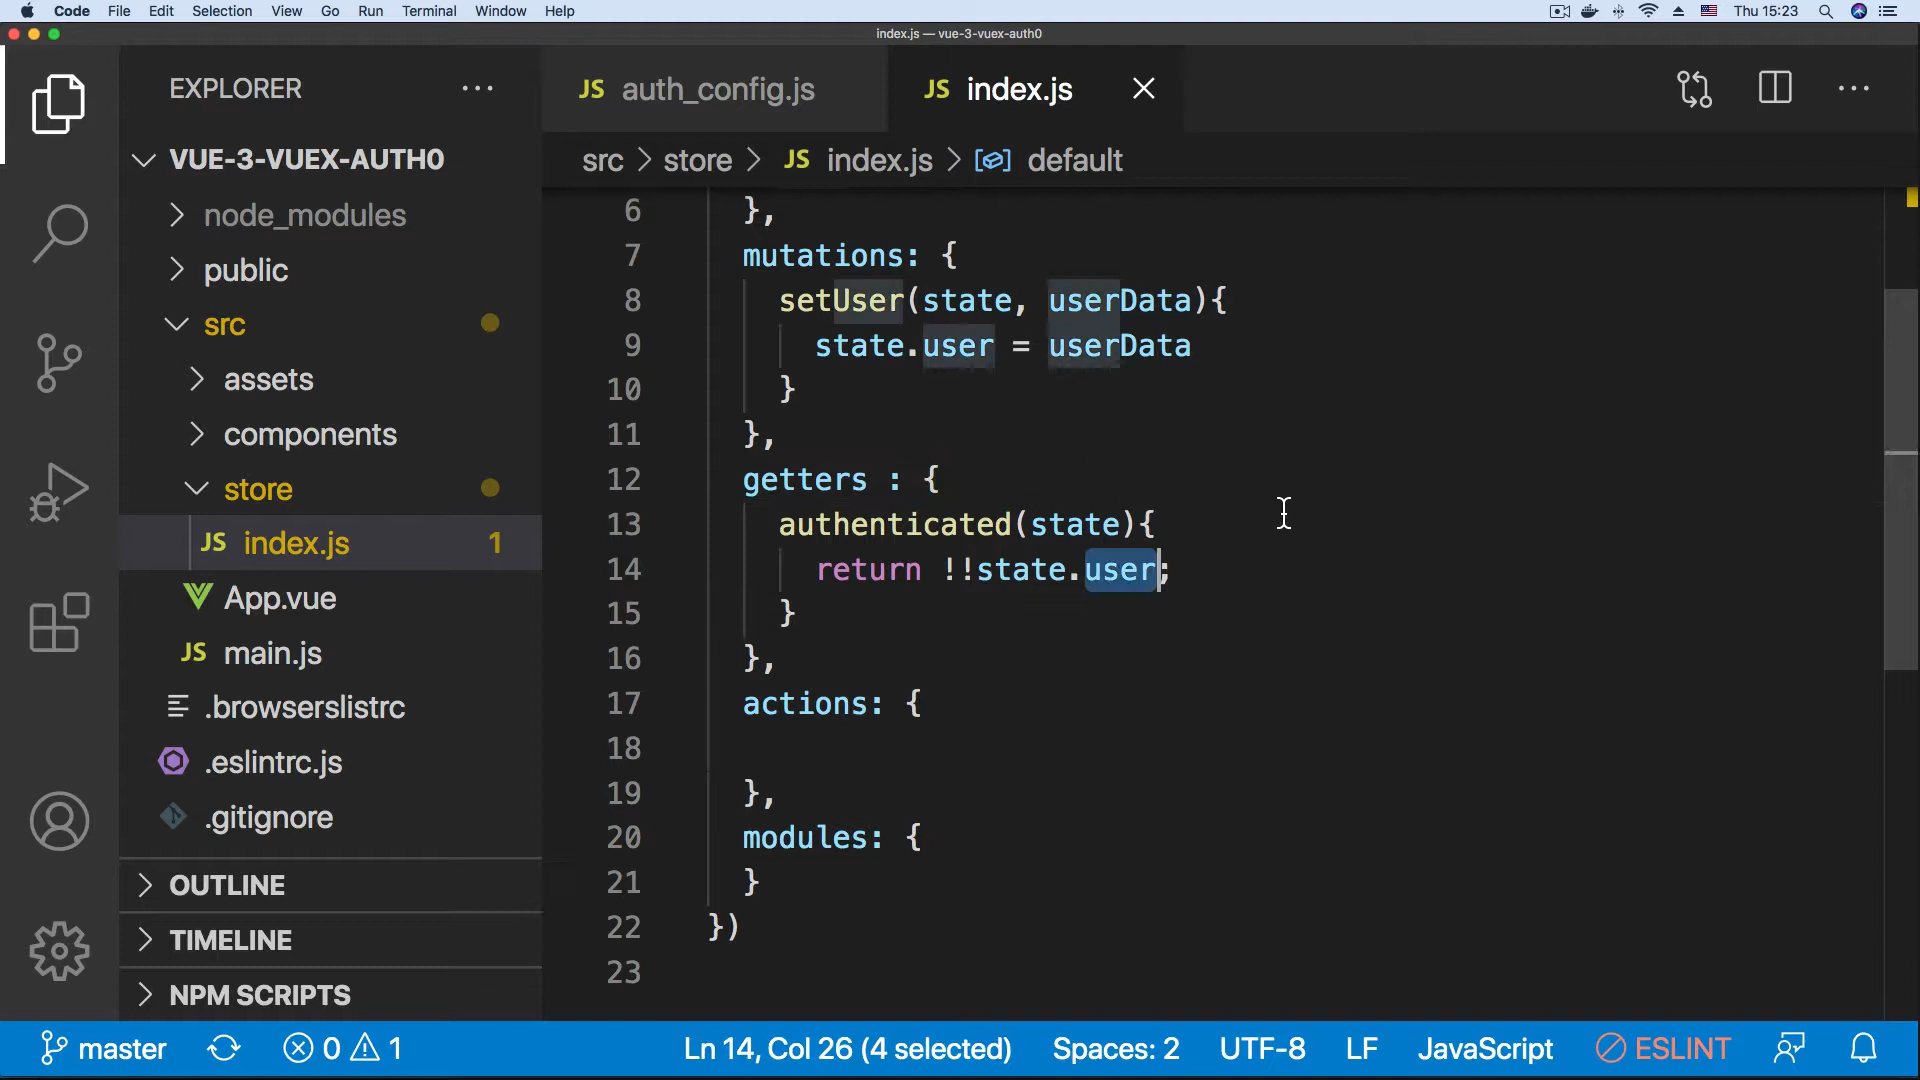 Code File Edit Selection View Go Run Terminal Window Help Thu 15:23
index.js — vue-3-vuex-auth0
EXPLORER
JS auth_config.js
JS index.js
VUE-3-VUEX-AUTH0
src > store > JS index.js > default
node_modules
public
src
assets
components
store
JS index.js 1
App.vue
JS main.js
.browserslistrc
.eslintrc.js
.gitignore
OUTLINE
TIMELINE
NPM SCRIPTS
6 },
7 mutations: {
8 setUser(state, userData){
9 state.user = userData
10 }
11 },
12 getters : {
13 authenticated(state){
14 return !!state.user;
15 }
16 },
17 actions: {
18
19 },
20 modules: {
21 }
22 })
23
master 0 1 Ln 14, Col 26 (4 selected) Spaces: 2 UTF-8 LF JavaScript ESLINT